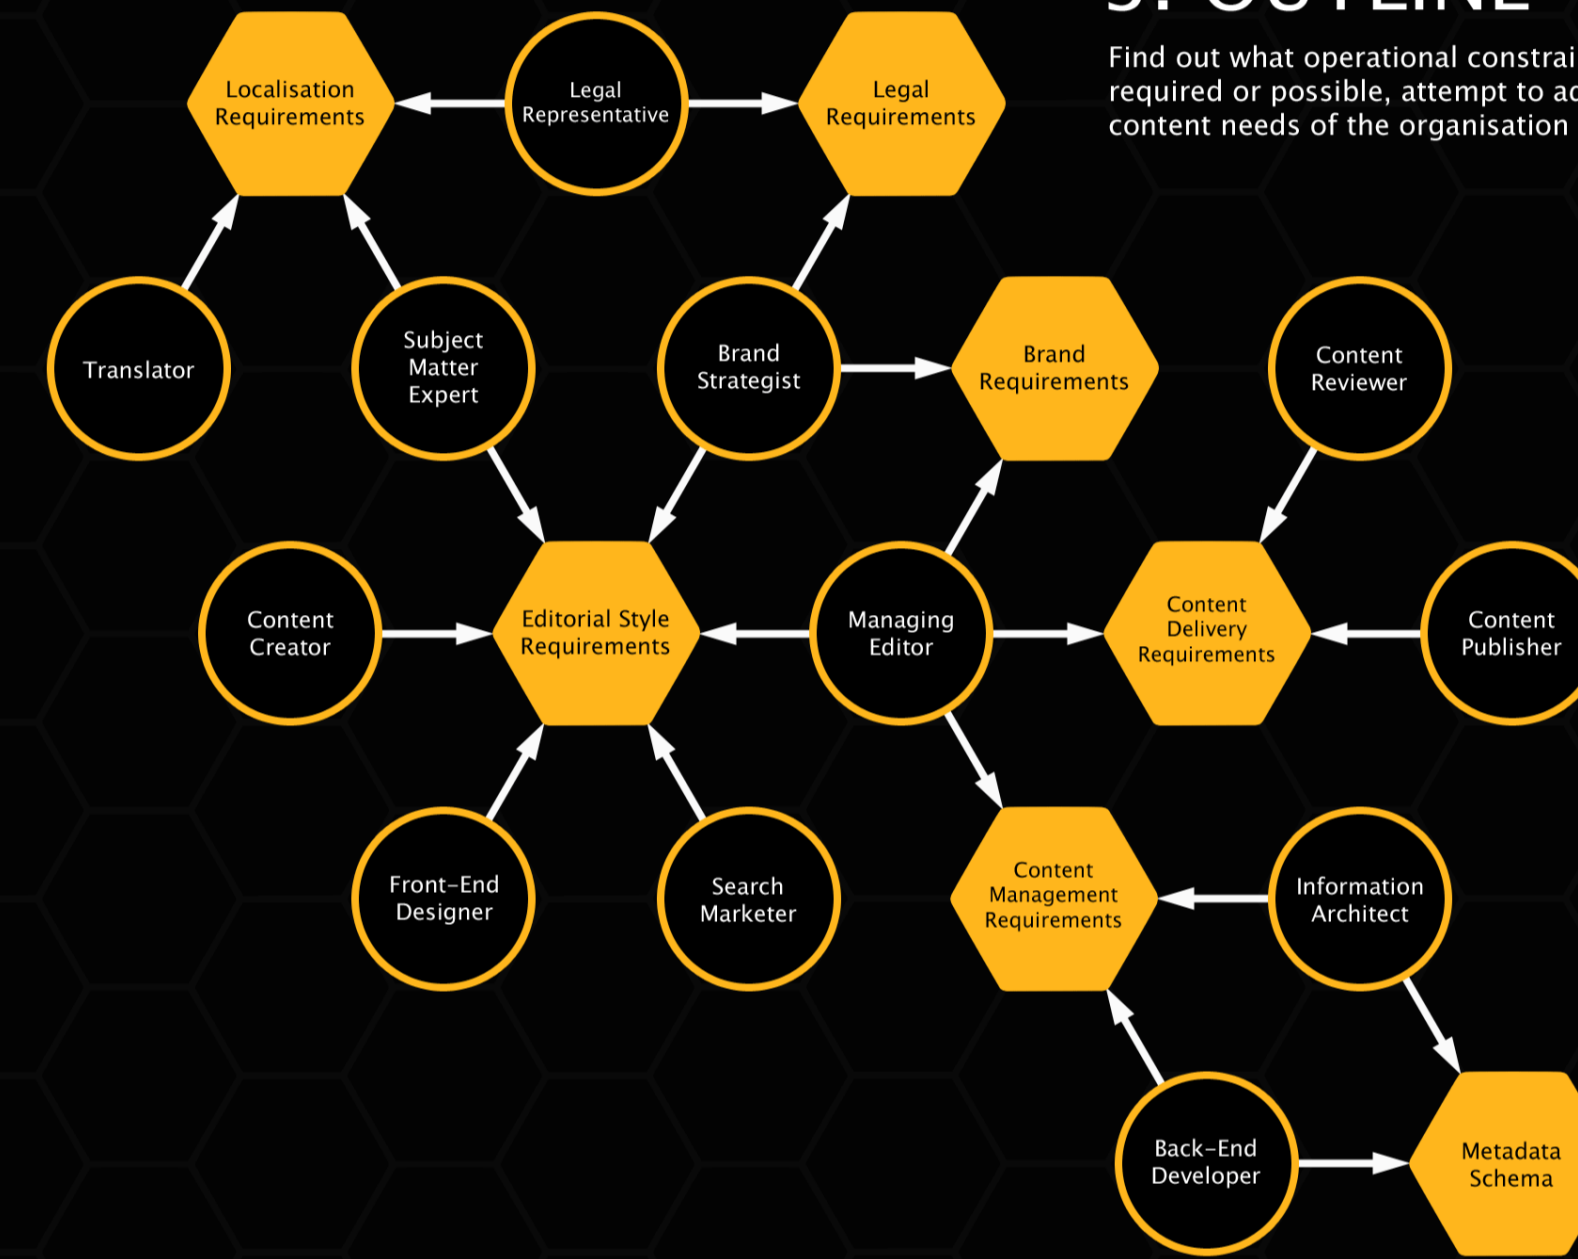 Find out what operational
required or possible, attempt to
content needs of the organisation
Localisation
Requirements
Legal
Representative
Legal
Requirements
Translator
Subject
Matter
Expert
Brand
Strategist
Brand
Requirements
Content
Reviewer
Content
Creator
Editorial Style
Requirements
Managing
Editor
Content
Delivery
Requirements
Content
Publisher
Front-End
Designer
Search
Marketer
Content
Management
Requirements
Information
Architect
Back-End
Developer
Metadata
Schema